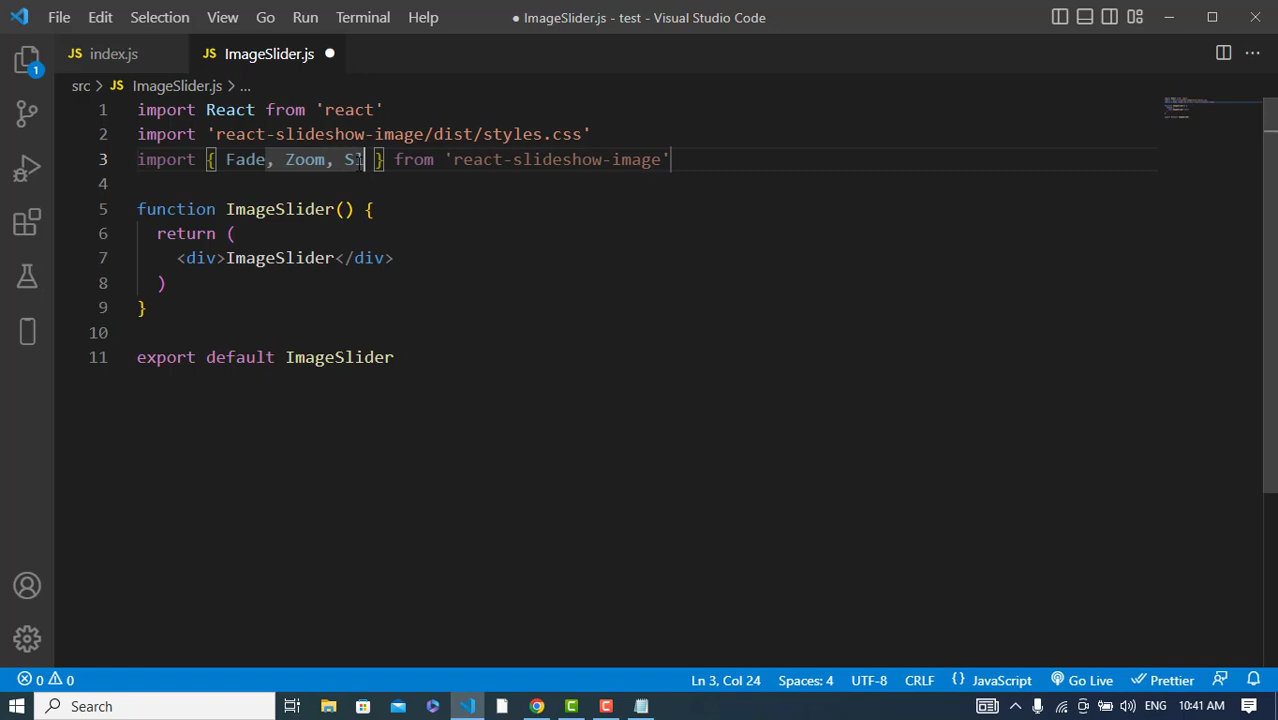 File Edit Selection View Go Run Terminal Help ● ImageSlider.js - test - Visual Studio Code
JS index.js JS ImageSlider.js
src > JS ImageSlider.js > ...
1 import React from 'react'
2 import 'react-slideshow-image/dist/styles.css'
3 import { Fade, Zoom, Sl } from 'react-slideshow-image'
4
5 function ImageSlider() {
6 return (
7 <div>ImageSlider</div>
8 )
9 }
10
11 export default ImageSlider
1
0 0 Ln 3, Col 24 Spaces: 4 UTF-8 CRLF {} JavaScript Go Live Prettier
Search ENG 10:41 AM